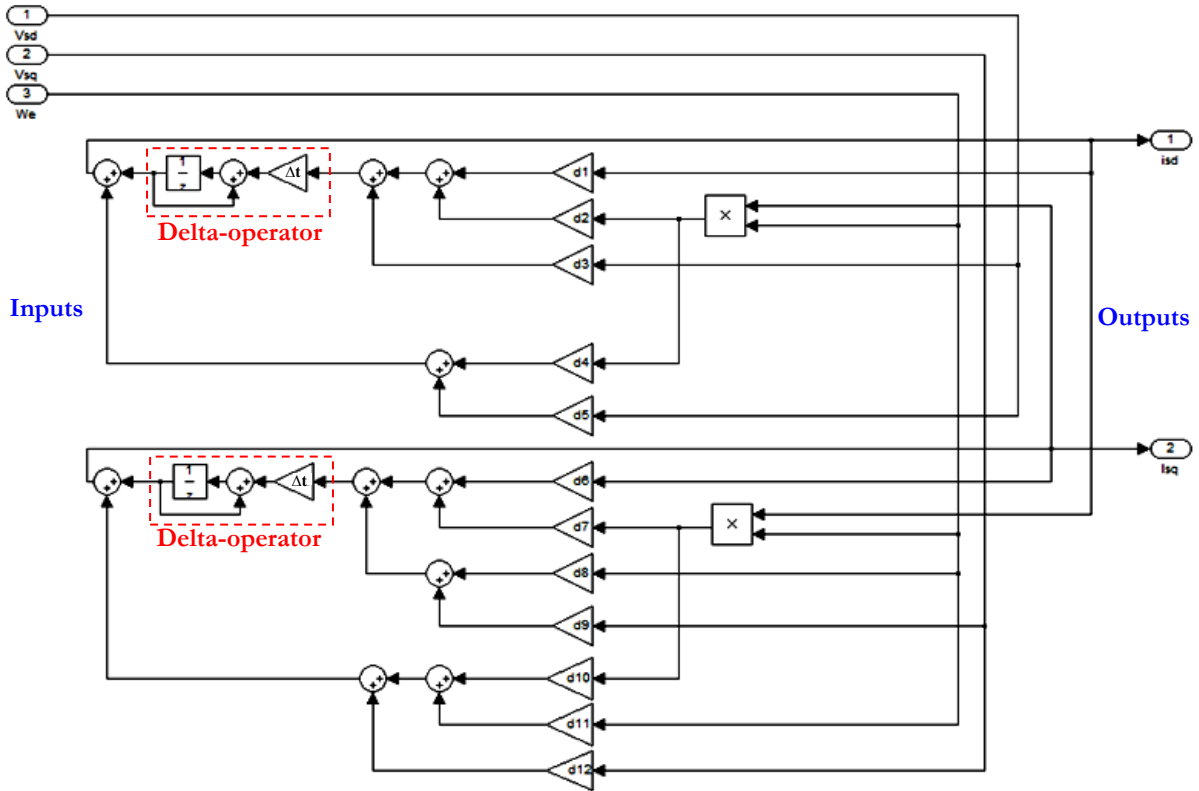 1
Vsd
2
Vsq
3
We
1
isd
1
z
Δt
d1
d2
×
d3
Delta-operator
Inputs
Outputs
d4
d5
2
Isq
1
z
Δt
d6
d7
×
Delta-operator
d8
d9
d10
d11
d12